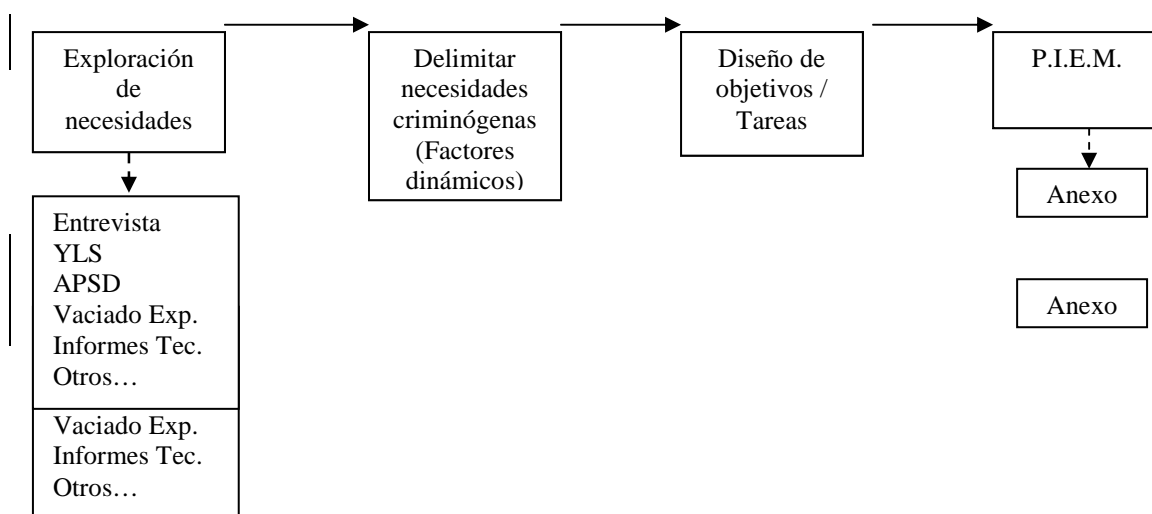 Exploración
de
necesidades
Delimitar
necesidades
criminógenas
(Factores
dinámicos)
Diseño de
objetivos /
Tareas
P.I.E.M.
Anexo
Anexo
Entrevista
YLS
APSD
Vaciado Exp.
Informes Tec.
Otros…
Vaciado Exp.
Informes Tec.
Otros…